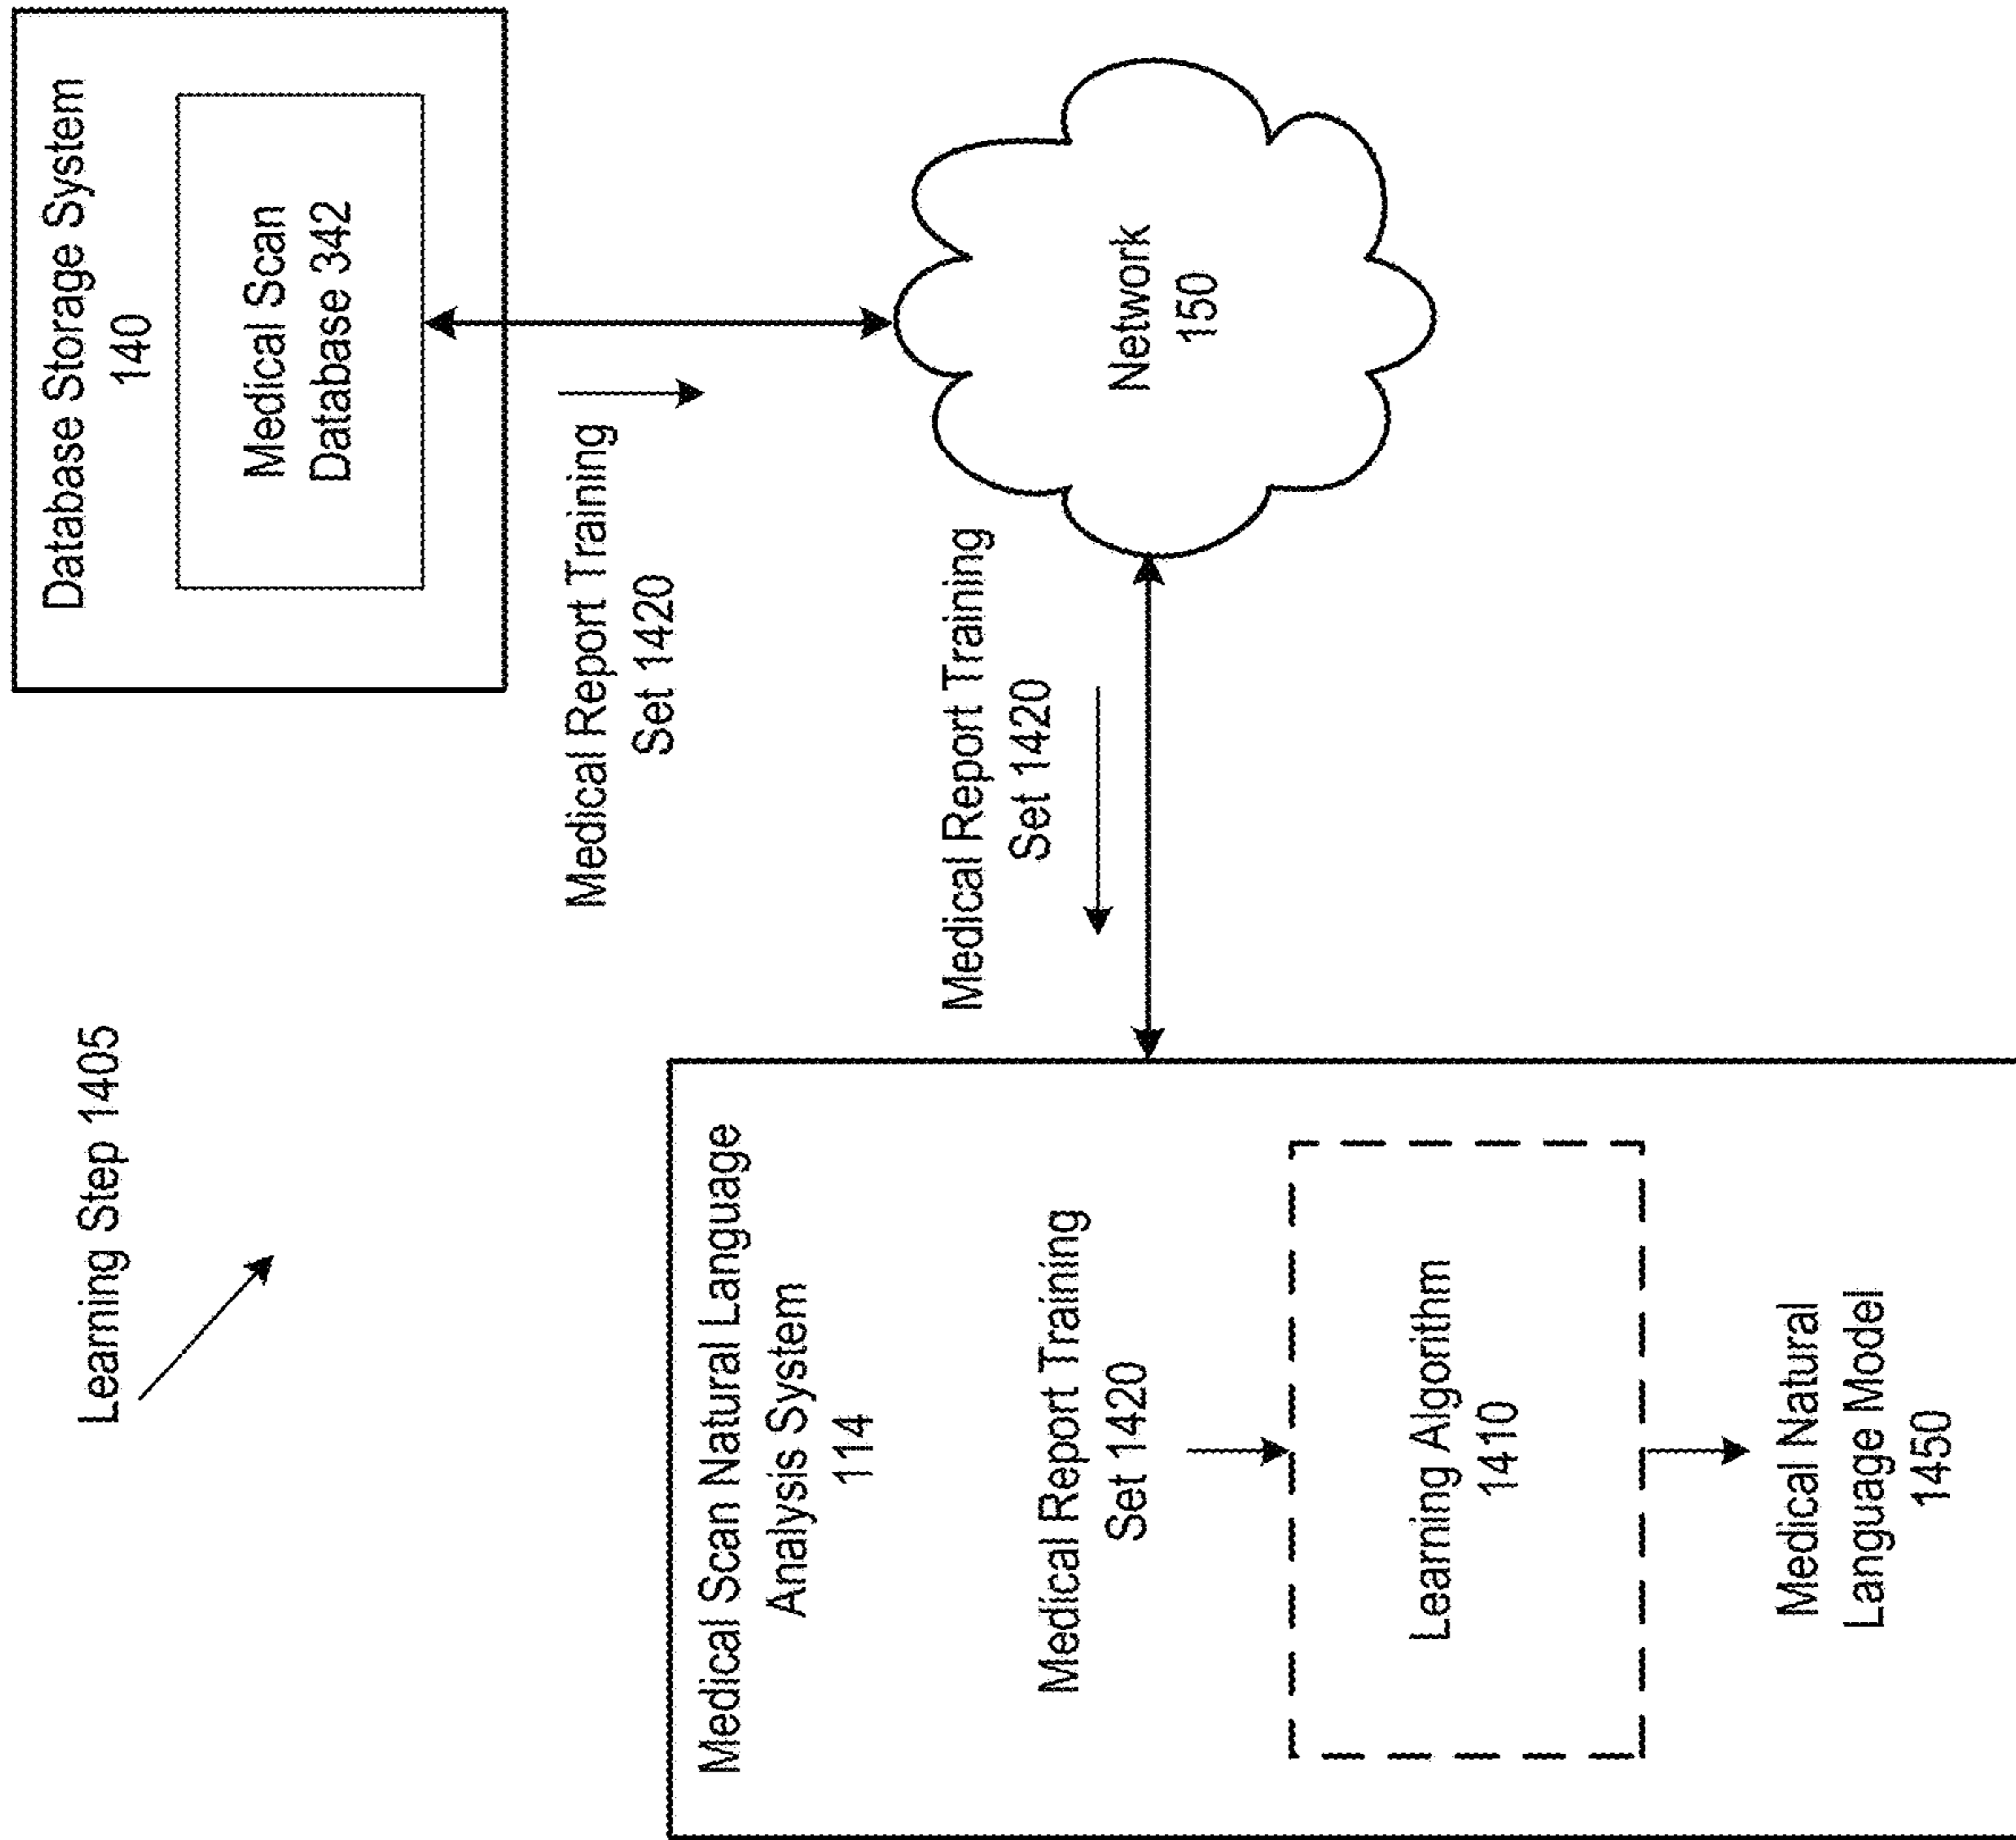 Learning Step 1405
Database Storage System
140
Medical Scan
Database 342
Medical Report Training
Set 1420
Network
150
Medical Report Training
Set 1420
Medical Scan Natural Language
Analysis System
114
Medical Report Training
Set 1420
Learning Algorithm
1410
Medical Natural
Language Model
1450